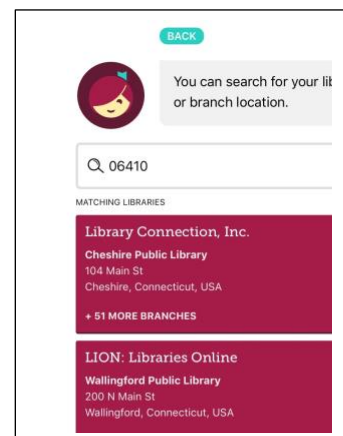 BACK
You can search for your lib
or branch location.
06410
MATCHING LIBRARIES
Library Connection, Inc.
Cheshire Public Library
104 Main St
Cheshire, Connecticut, USA
+ 51 MORE BRANCHES
LION: Libraries Online
Wallingford Public Library
200 N Main St
Wallingford, Connecticut, USA